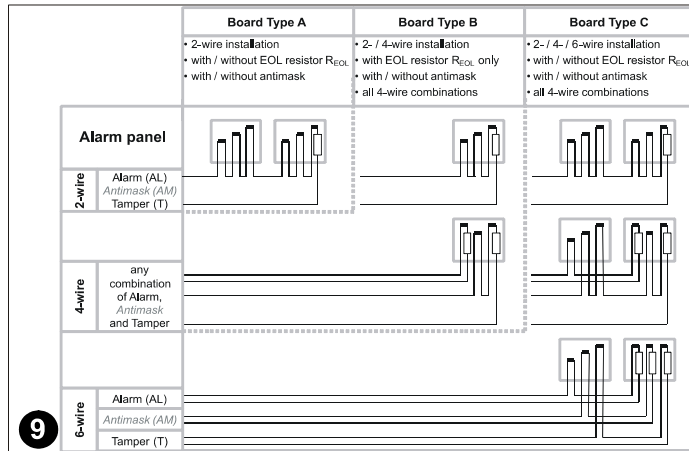 Board Type A
Board Type B
Board Type C
• 2-wire installation
• with / without EOL resistor REOL
• with / without antimask
• 2- / 4-wire installation
• with EOL resistor REOL only
• with / without antimask
• all 4-wire combinations
• 2- / 4- / 6-wire installation
• with / without EOL resistor REOL
• with / without antimask
• all 4-wire combinations
Alarm panel
2-wire
Alarm (AL)
Antimask (AM)
Tamper (T)
4-wire
any
combination
of Alarm,
Antimask
and Tamper
6-wire
Alarm (AL)
Antimask (AM)
Tamper (T)
9